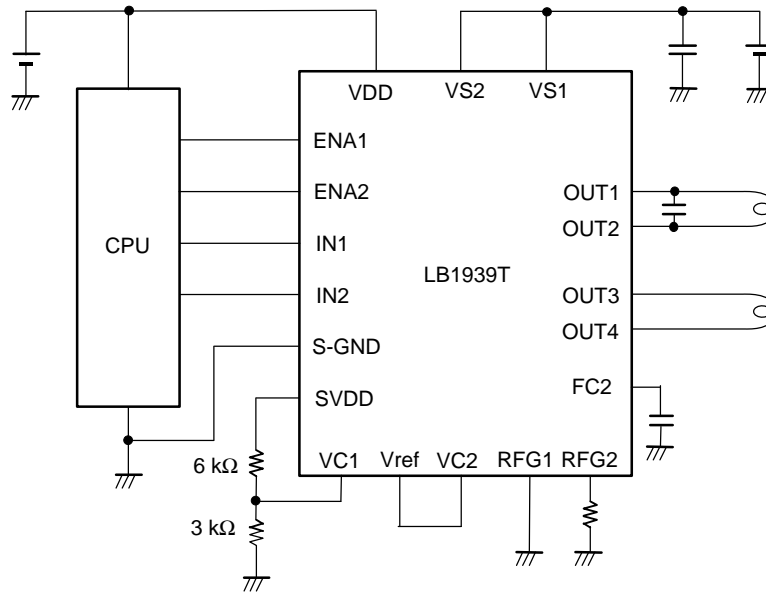 VDD
VS2
VS1
ENA1
ENA2
IN1
IN2
S-GND
SVDD
CPU
LB1939T
OUT1
OUT2
OUT3
OUT4
FC2
6 kΩ
3 kΩ
VC1
Vref
VC2
RFG1
RFG2